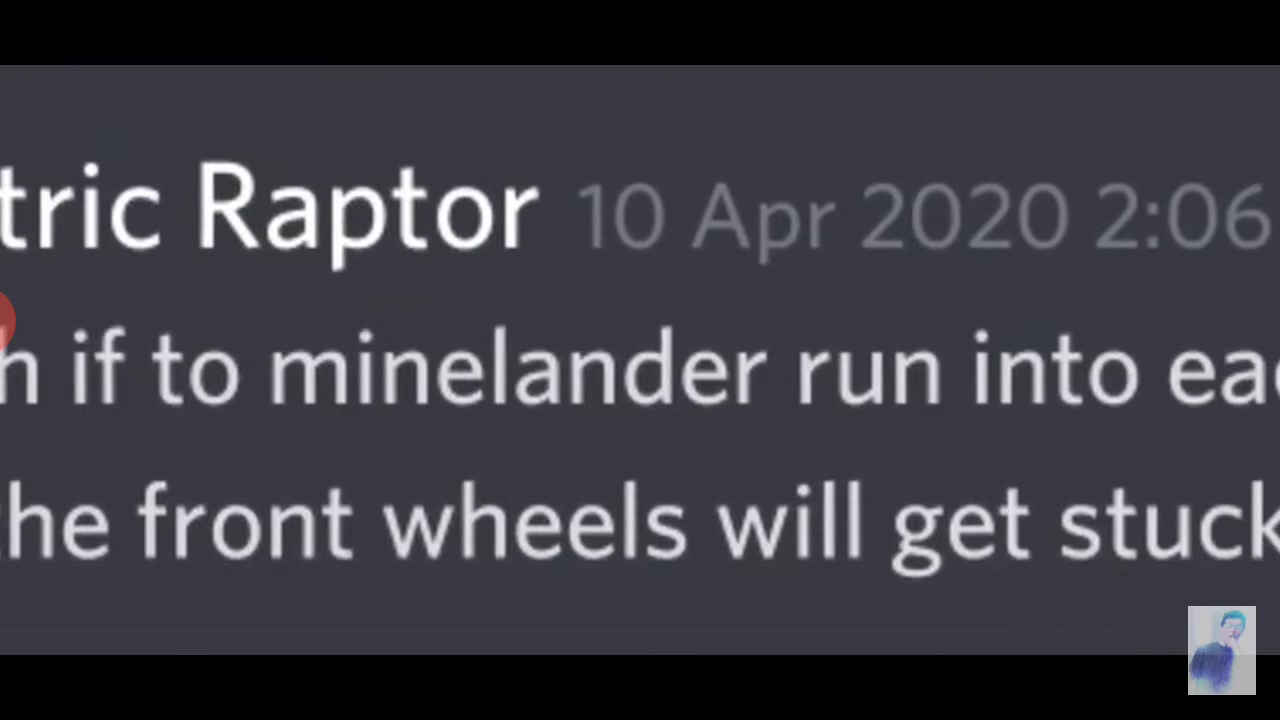 tric Raptor 10 Apr 2020 2:06
h if to minelander run into eac
the front wheels will get stuck